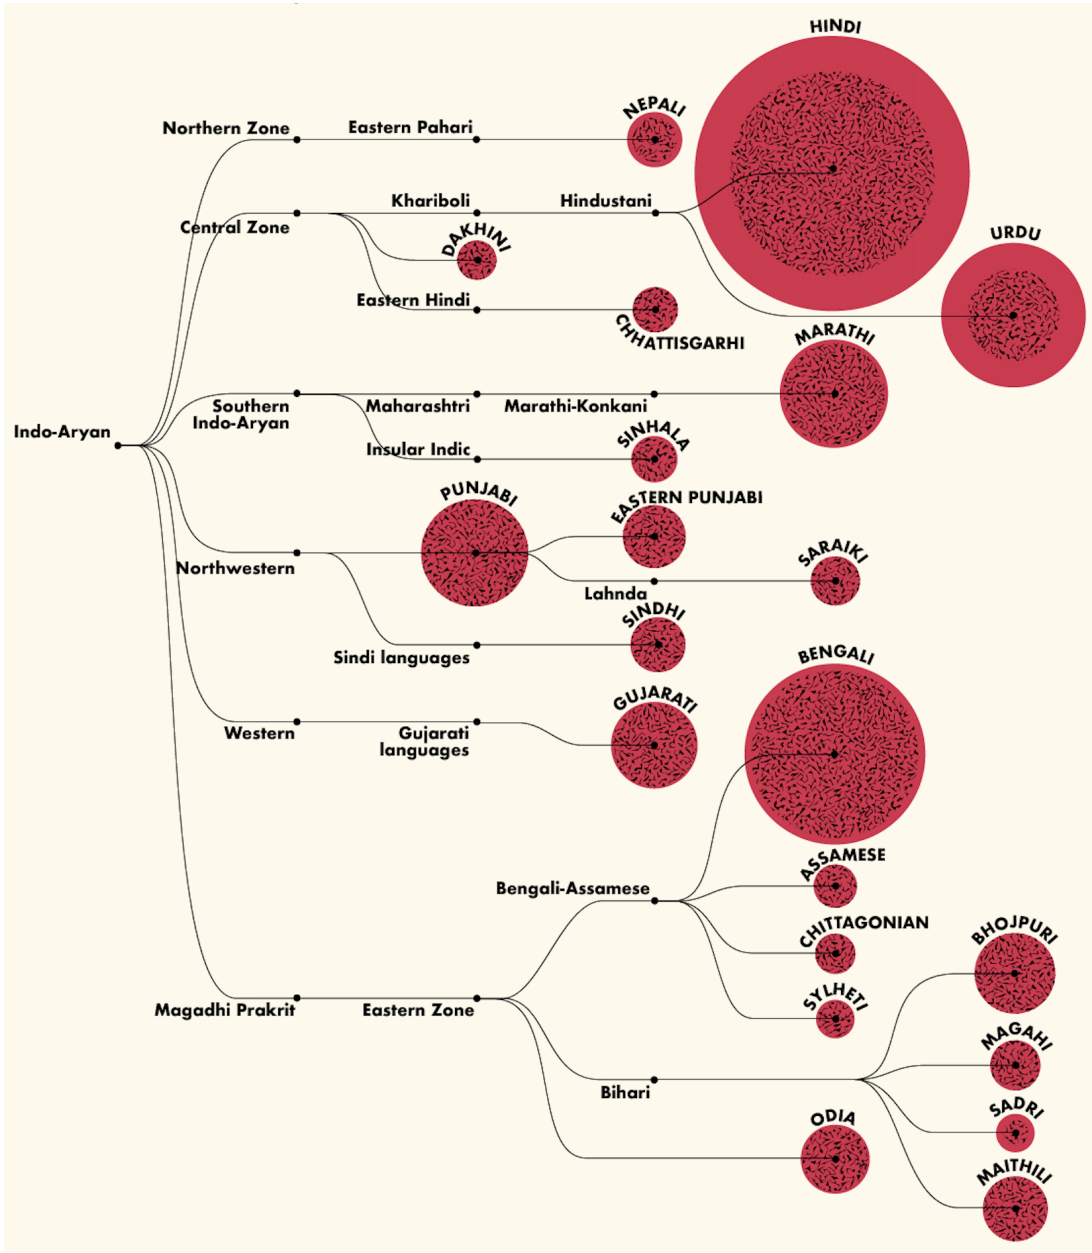 HINDI
NEPALI
Northern Zone
Eastern Pahari
Khariboli
Hindustani
Central Zone
DAKHINI
URDU
Eastern Hindi
CHHATTISGARHI
MARATHI
Southern
Indo-Aryan
Maharashtri
Marathi-Konkani
Indo-Aryan
SINHALA
Insular Indic
PUNJABI
EASTERN PUNJABI
SARAIKI
Northwestern
Lahnda
SINDHI
Sindi languages
BENGALI
GUJARATI
Western
Gujarati
languages
ASSAMESE
Bengali-Assamese
CHITTAGONIAN
BHOJPURI
SYLHETI
Magadhi Prakrit
Eastern Zone
MAGAHI
Bihari
SADRI
ODIA
MAITHILI